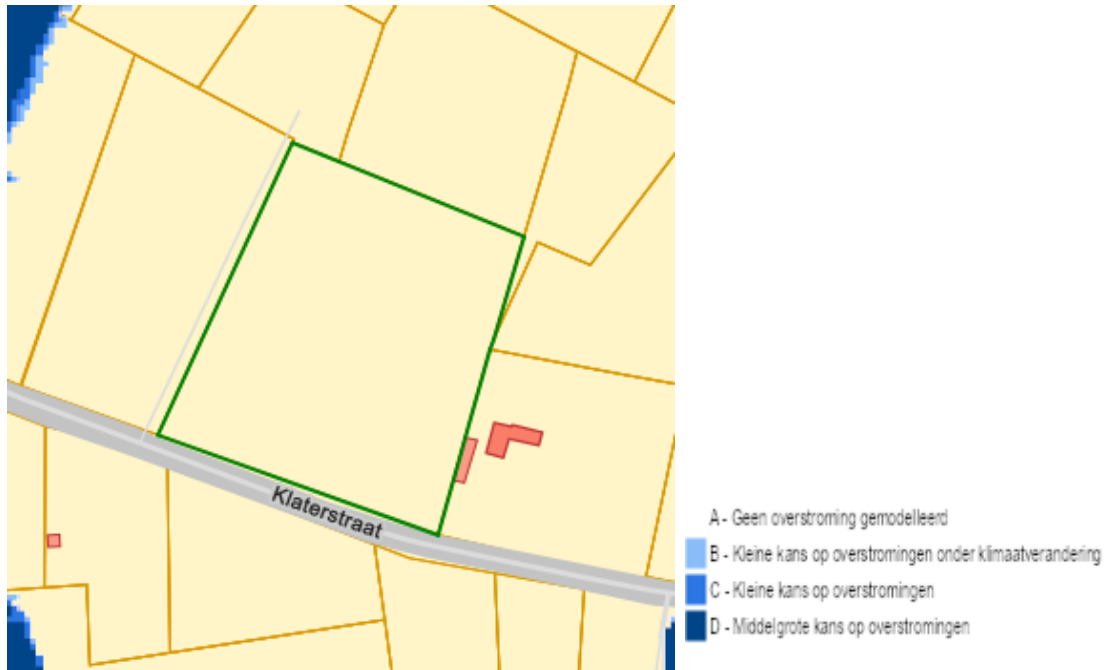 Klaterstraat
A - Geen overstroming gemodelleerd
B - Kleine kans op overstromingen onder klimaatverandering
C - Kleine kans op overstromingen
D - Middelgrote kans op overstromingen